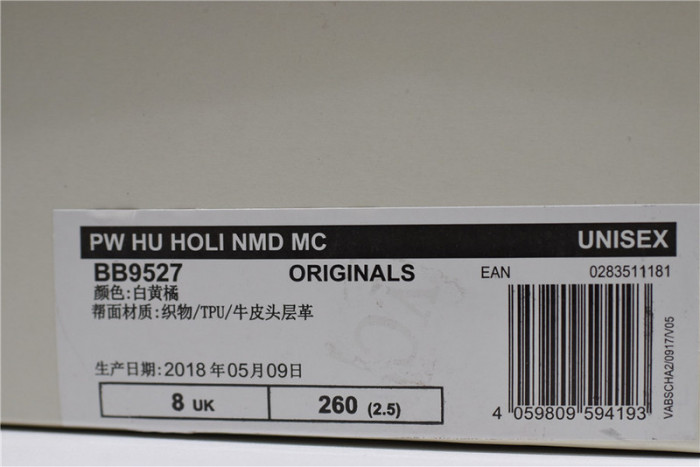 PW HU HOLI NMD MC UNISEX
BB9527 ORIGINALS EAN 0283511181
颜色:白黄橘
帮面材质:织物/TPU/牛皮头层革
生产日期:2018年05月09日
8 UK 260 (2.5)
4 059809 594193
VABSCHA2/0917/V05